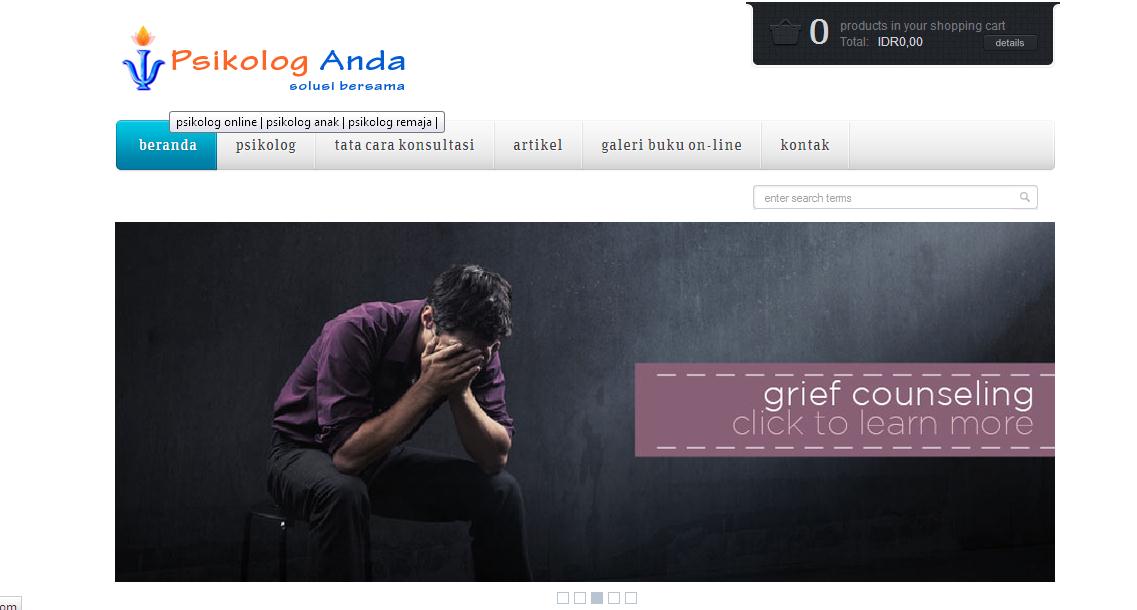 Psikolog Anda
solusi bersama
0
products in your shopping cart
Total: IDR0,00
details
psikolog online | psikolog anak | psikolog remaja |
beranda
psikolog
tata cara konsultasi
artikel
galeri buku on-line
kontak
enter search terms
grief counseling
click to learn more
om